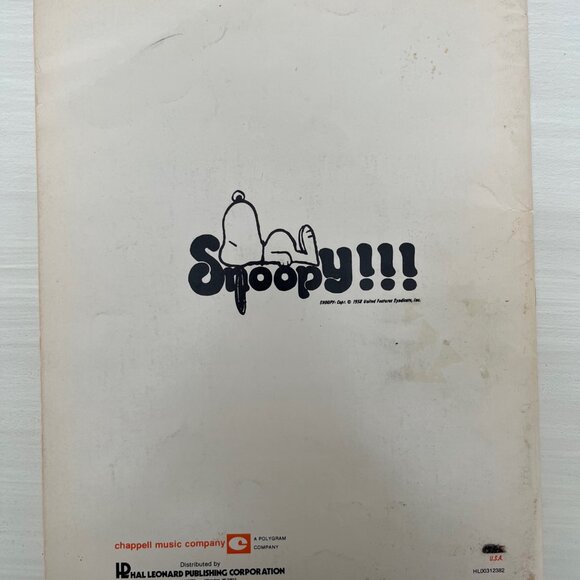 Snoopy!!!
SNOOPY: Copr. © 1958 United Features Syndicate, Inc.
chappell music company
A POLYGRAM
COMPANY
Distributed by
HAL LEONARD PUBLISHING CORPORATION
U.S.A.
HL00312382